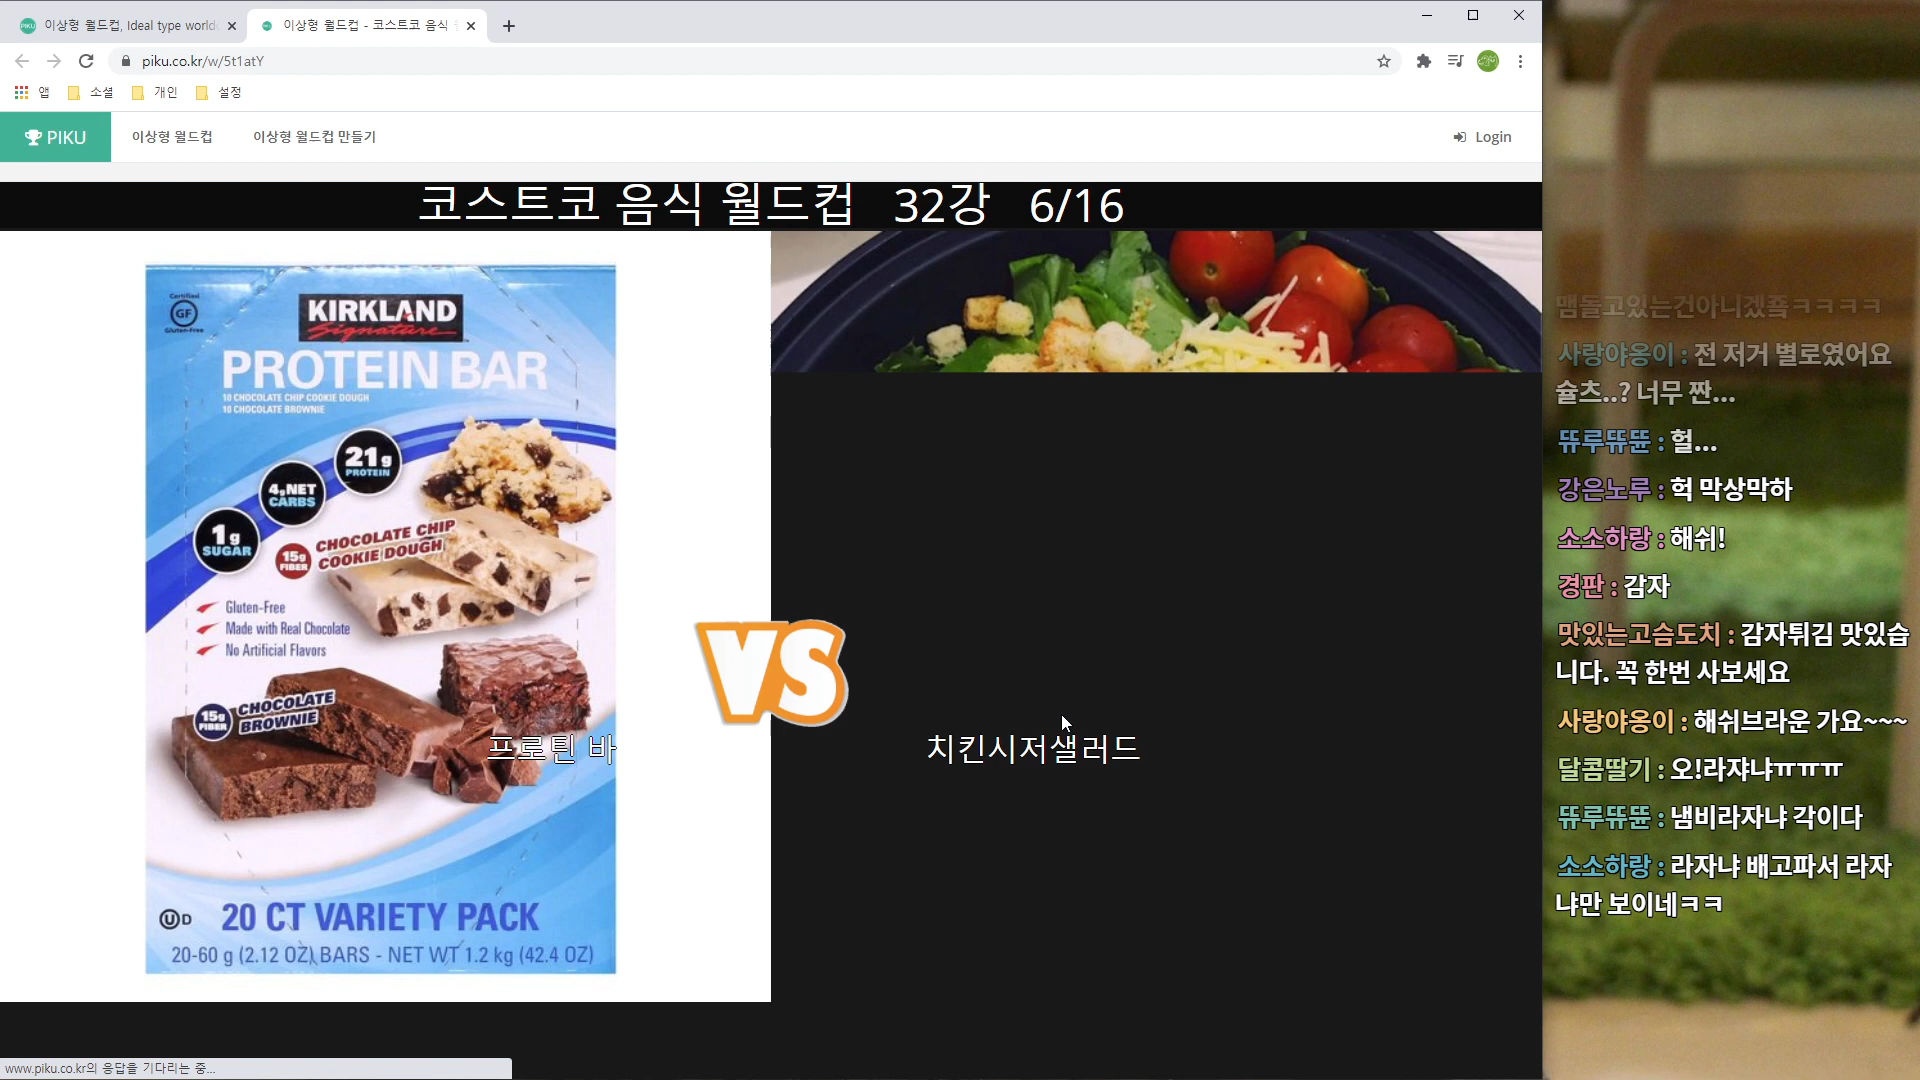 이상형 월드컵, Ideal type world
이상형 월드컵 - 코스트코 음식
piku.co.kr/w/5t1atY
앱 소셜 개인 설정
PIKU 이상형 월드컵 이상형 월드컵 만들기 Login
코스트코 음식 월드컵 32강 6/16
Certified
GF
Gluten-Free
KIRKLAND
Signature
PROTEIN BAR
10 CHOCOLATE CHIP COOKIE DOUGH
10 CHOCOLATE BROWNIE
21g
PROTEIN
4g NET
CARBS
1g
SUGAR
15g
FIBER
CHOCOLATE CHIP
COOKIE DOUGH
Gluten-Free
Made with Real Chocolate
No Artificial Flavors
15g
FIBER
CHOCOLATE
BROWNIE
프로틴 바
VS
치킨시저샐러드
U D
20 CT VARIETY PACK
20-60 g (2.12 OZ) BARS - NET WT 1.2 kg (42.4 OZ)
www.piku.co.kr의 응답을 기다리는 중...
사랑야옹이 : 전 저거 별로였어요
슐츠..? 너무 짠...
뜌루뜌뜐 : 헐...
강은노루 : 헉 막상막하
소소하랑 : 해쉬!
경판 : 감자
맛있는고슴도치 : 감자튀김 맛있습
니다. 꼭 한번 사보세요
사랑야옹이 : 해쉬브라운 가요~~~
달콤딸기 : 오!라쟈냐ㅠㅠㅠ
뜌루뜌뜐 : 냄비라자냐 각이다
소소하랑 : 라자냐 배고파서 라자
냐만 보이네ㅋㅋ